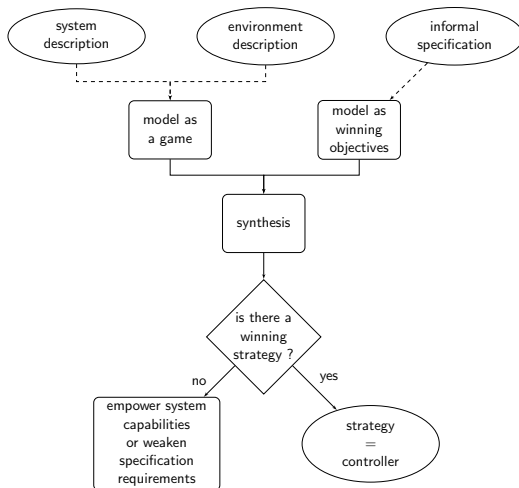 system
description
environment
description
informal
specification
model as
a game
model as
winning
objectives
synthesis
is there a
winning
strategy ?
no
yes
empower system
capabilities
or weaken
specification
requirements
strategy
=
controller